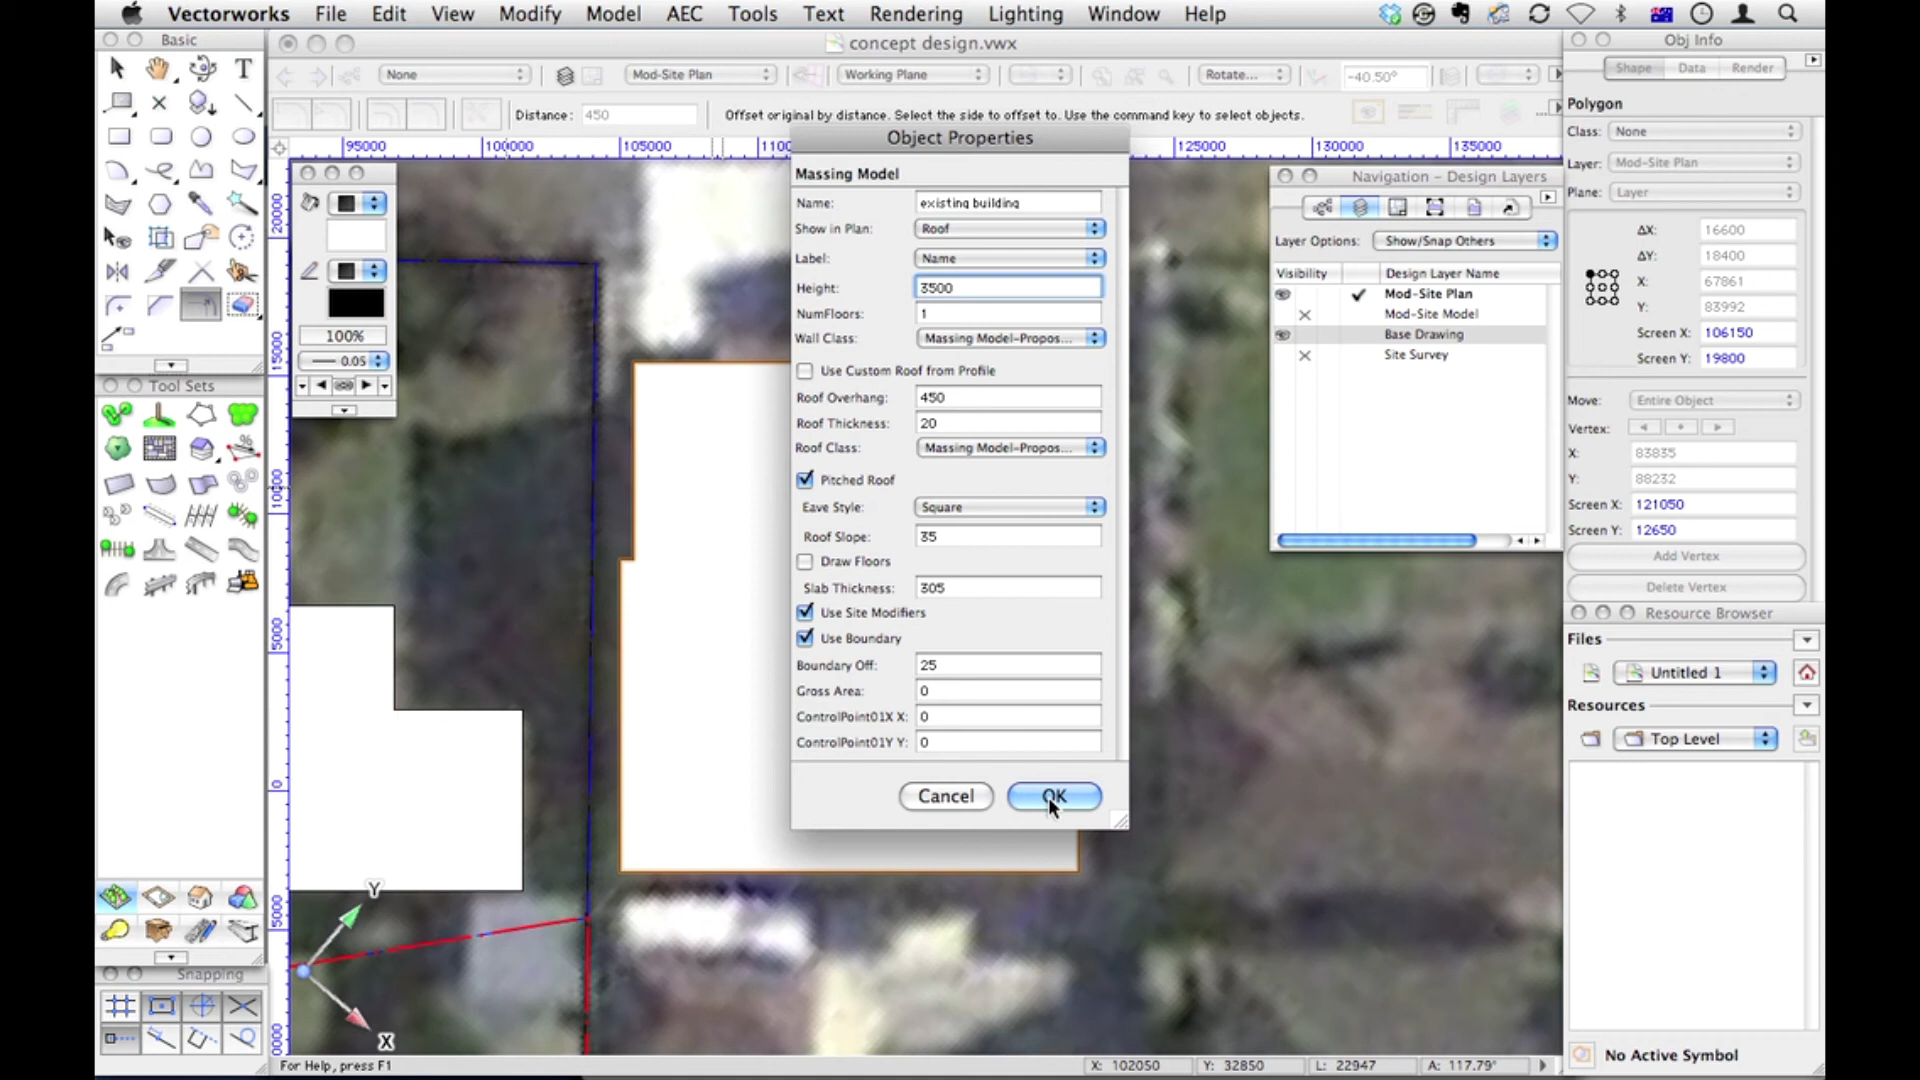 Vectorworks File Edit View Modify Model AEC Tools Text Rendering Lighting Window Help
Basic
concept design.vwx
Obj Info
None
Mod-Site Plan
Working Plane
Rotate...
-40.50°
Shape Data Render
Distance: 450
Offset original by distance. Select the side to offset to. Use the command key to select objects.
95000 100000 105000 110 125000 130000 135000
20000
15000
10000
5000
0
5000
0000
100%
0.05
Tool Sets
Snapping
Object Properties
Massing Model
Name: existing building
Show in Plan: Roof
Label: Name
Height: 3500
NumFloors: 1
Wall Class: Massing Model-Propos...
Use Custom Roof from Profile
Roof Overhang: 450
Roof Thickness: 20
Roof Class: Massing Model-Propos...
Pitched Roof
Eave Style: Square
Roof Slope: 35
Draw Floors
Slab Thickness: 305
Use Site Modifiers
Use Boundary
Boundary Off: 25
Gross Area: 0
ControlPoint01X X: 0
ControlPoint01Y Y: 0
Cancel
OK
Y
X
Navigation – Design Layers
Layer Options: Show/Snap Others
Visibility Design Layer Name
Mod-Site Plan
Mod-Site Model
Base Drawing
Site Survey
Polygon
Class: None
Layer: Mod-Site Plan
Plane: Layer
ΔX: 16600
ΔY: 18400
X: 67861
Y: 83992
Screen X: 106150
Screen Y: 19800
Move: Entire Object
Vertex:
X: 83835
Y: 88232
Screen X: 121050
Screen Y: 12650
Add Vertex
Delete Vertex
Resource Browser
Files
Untitled 1
Resources
Top Level
No Active Symbol
For Help, press F1
X: 102050 Y: 32850 L: 22947 A: 117.79°